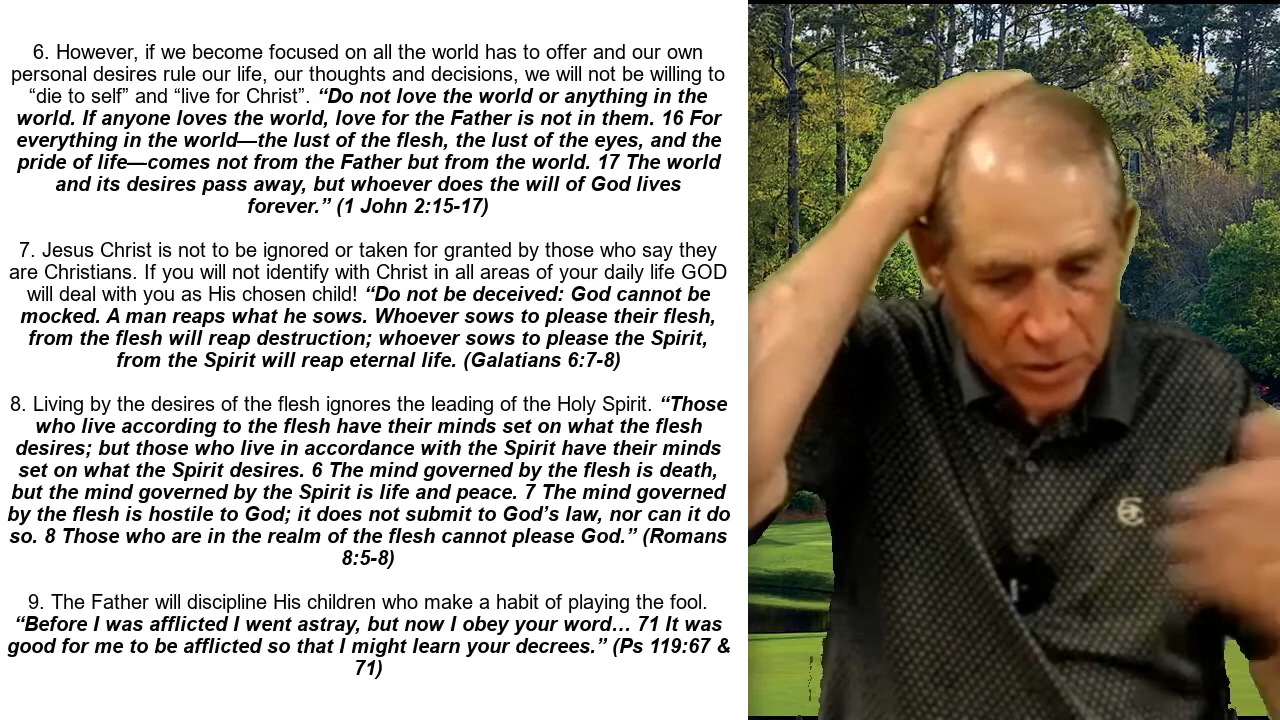 6. However, if we become focused on all the world has to offer and our own
personal desires rule our life, our thoughts and decisions, we will not be willing to
“die to self” and “live for Christ”. “Do not love the world or anything in the
world. If anyone loves the world, love for the Father is not in them. 16 For
everything in the world—the lust of the flesh, the lust of the eyes, and the
pride of life—comes not from the Father but from the world. 17 The world
and its desires pass away, but whoever does the will of God lives
forever.” (1 John 2:15-17)
7. Jesus Christ is not to be ignored or taken for granted by those who say they
are Christians. If you will not identify with Christ in all areas of your daily life GOD
will deal with you as His chosen child! “Do not be deceived: God cannot be
mocked. A man reaps what he sows. Whoever sows to please their flesh,
from the flesh will reap destruction; whoever sows to please the Spirit,
from the Spirit will reap eternal life. (Galatians 6:7-8)
8. Living by the desires of the flesh ignores the leading of the Holy Spirit. “Those
who live according to the flesh have their minds set on what the flesh
desires; but those who live in accordance with the Spirit have their minds
set on what the Spirit desires. 6 The mind governed by the flesh is death,
but the mind governed by the Spirit is life and peace. 7 The mind governed
by the flesh is hostile to God; it does not submit to God’s law, nor can it do
so. 8 Those who are in the realm of the flesh cannot please God.” (Romans
8:5-8)
9. The Father will discipline His children who make a habit of playing the fool.
“Before I was afflicted I went astray, but now I obey your word… 71 It was
good for me to be afflicted so that I might learn your decrees.” (Ps 119:67 &
71)